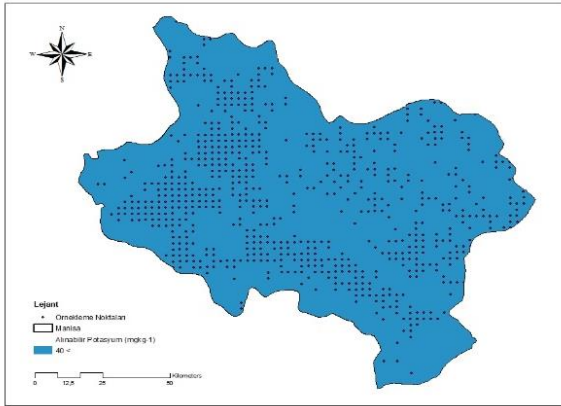 N
W
E
S
Lejant
Örnekleme Noktaları
Manisa
Alınabilir Potasyum (mgkg-1)
40 <
0 12,5 25 50
Kilometers